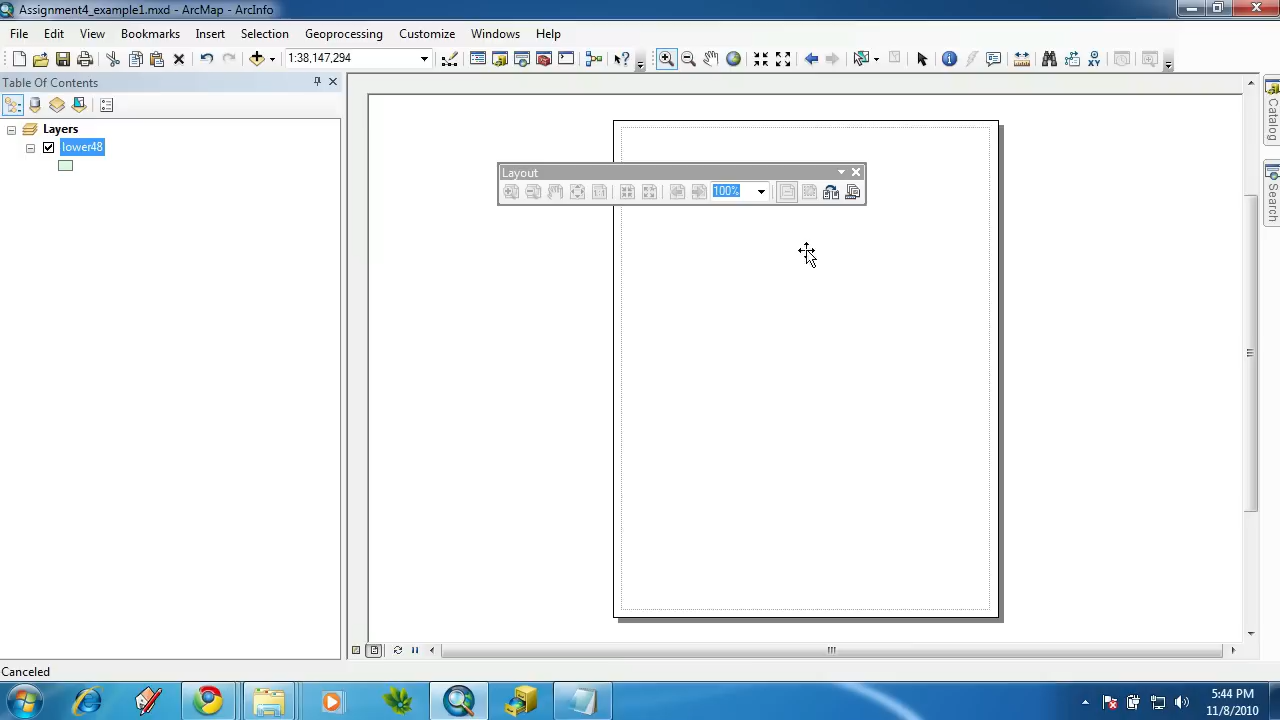 Assignment4_example1.mxd - ArcMap - ArcInfo
File Edit View Bookmarks Insert Selection Geoprocessing Customize Windows Help
1:38,147,294
Table Of Contents
Layers
lower48
Layout
100%
Catalog
Search
Canceled
5:44 PM
11/8/2010